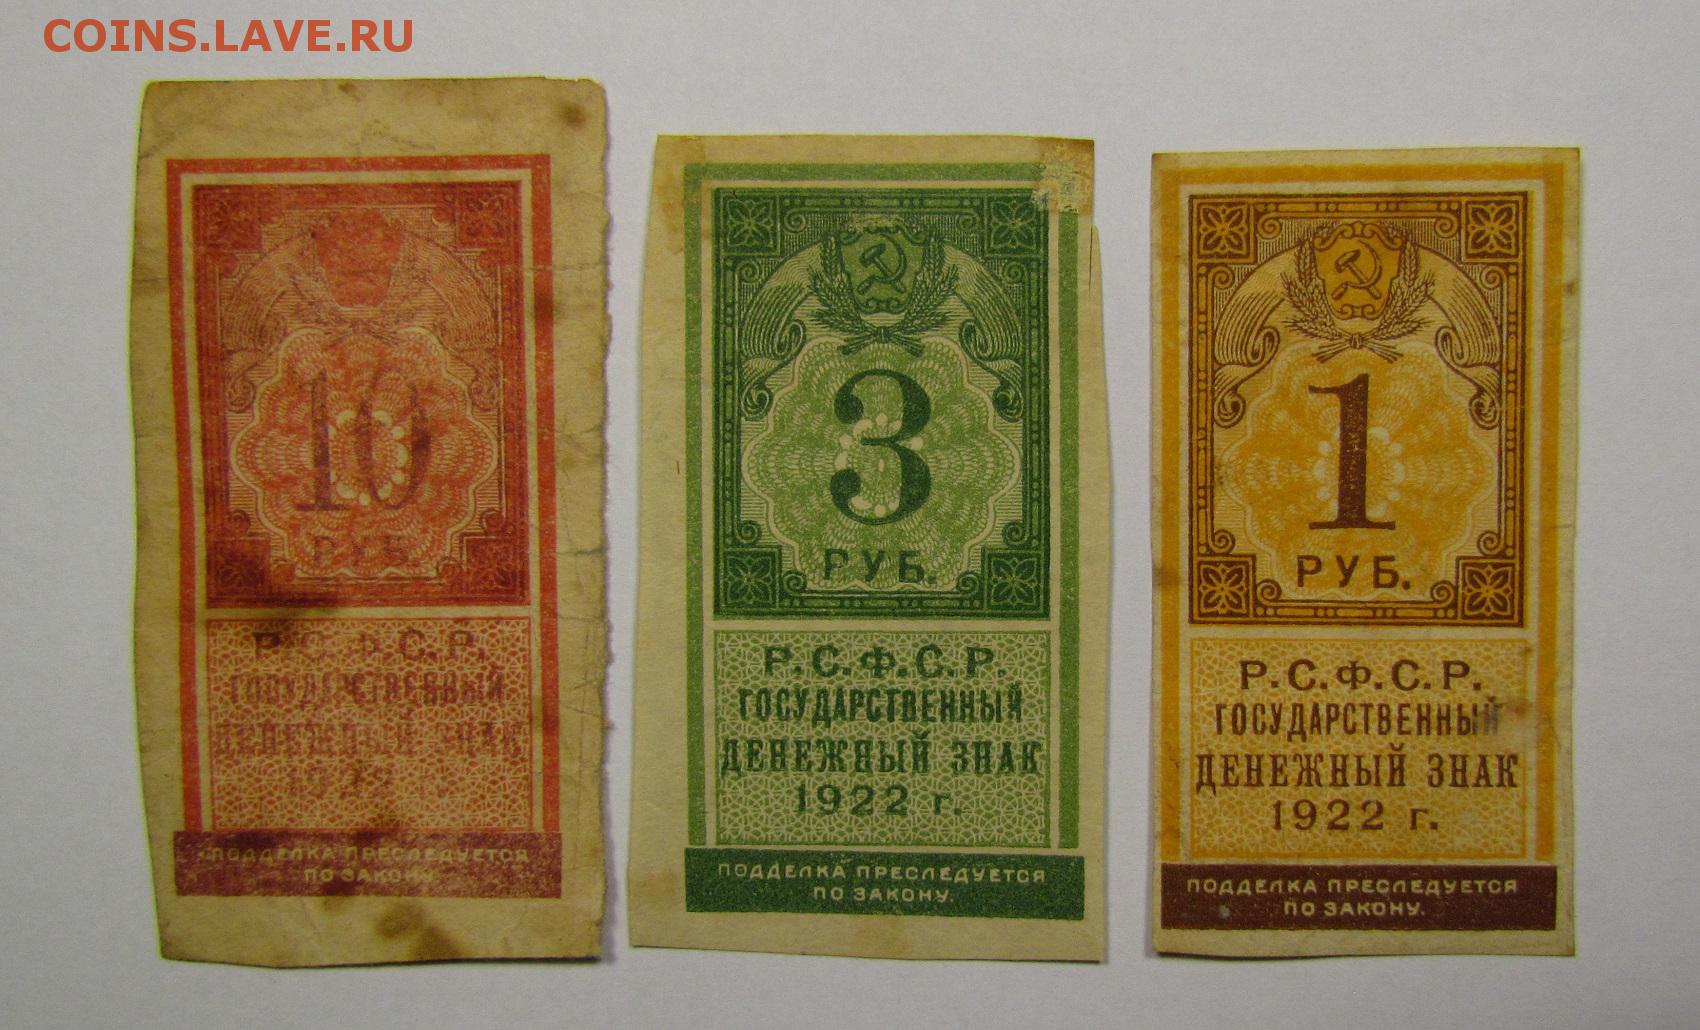 COINS.LAVE.RU
10
РУБ.
Р.С.Ф.С.Р.
ГОСУДАРСТВЕННЫЙ
ДЕНЕЖНЫЙ ЗНАК
1922
ПОДДЕЛКА ПРЕСЛЕДУЕТСЯ
ПО ЗАКОНУ.
3
РУБ.
Р.С.Ф.С.Р.
ГОСУДАРСТВЕННЫЙ
ДЕНЕЖНЫЙ ЗНАК
1922 г.
ПОДДЕЛКА ПРЕСЛЕДУЕТСЯ
ПО ЗАКОНУ.
1
РУБ.
Р.С.Ф.С.Р.
ГОСУДАРСТВЕННЫЙ
ДЕНЕЖНЫЙ ЗНАК
1922 г.
ПОДДЕЛКА ПРЕСЛЕДУЕТСЯ
ПО ЗАКОНУ.